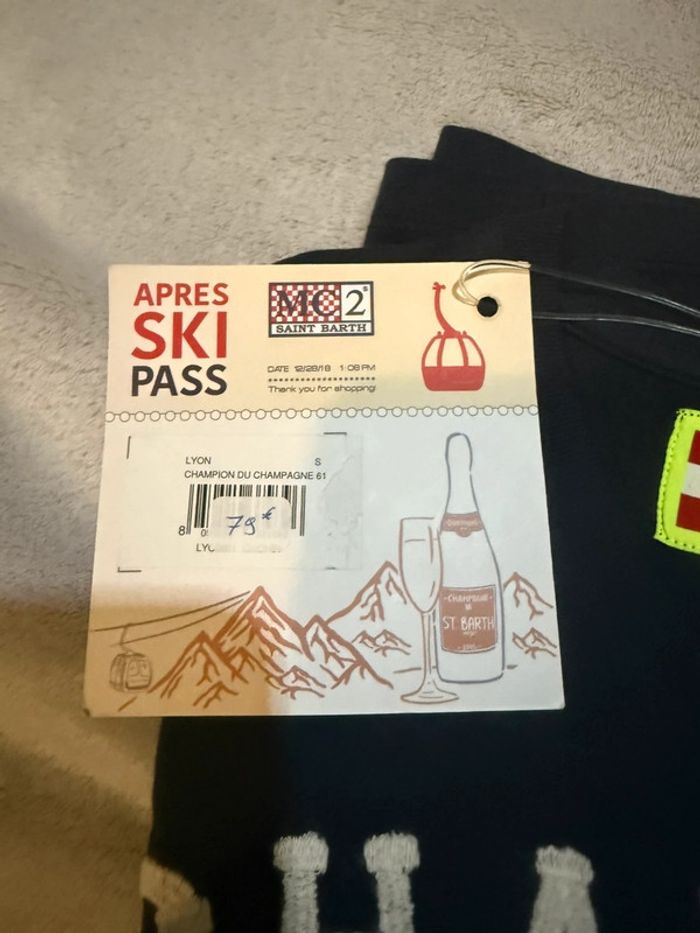 APRES
SKI
PASS
MC2
SAINT BARTH
DATE 12/28/18 1:08 PM
Thank you for shopping!
LYON S
CHAMPION DU CHAMPAGNE 61
8
79€
CHAMPAGNE
ST BARTH